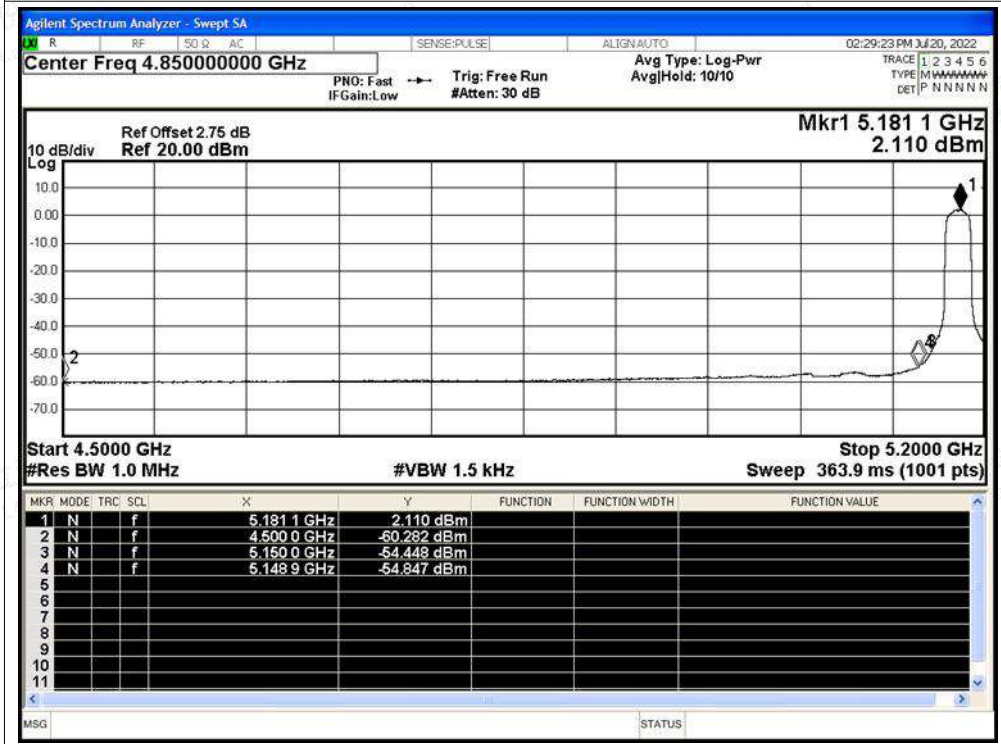 Agilent Spectrum Analyzer - Swept SA
LXI R RF 50 Ω AC SENSE:PULSE ALIGNAUTO 02:29:23 PM Jul 20, 2022
Center Freq 4.850000000 GHz
PNO: Fast
IFGain:Low
Trig: Free Run
#Atten: 30 dB
Avg Type: Log-Pwr
Avg|Hold: 10/10
TRACE 1 2 3 4 5 6
TYPE M
DET P N N N N N
Ref Offset 2.75 dB
10 dB/div Ref 20.00 dBm
Log
Mkr1 5.181 1 GHz
2.110 dBm
10.0
0.00
-10.0
-20.0
-30.0
-40.0
-50.0
-60.0
-70.0
1
2
Start 4.5000 GHz Stop 5.2000 GHz
#Res BW 1.0 MHz #VBW 1.5 kHz Sweep 363.9 ms (1001 pts)
MKR MODE TRC SCL X Y FUNCTION FUNCTION WIDTH FUNCTION VALUE
1 N f 5.181 1 GHz 2.110 dBm
2 N f 4.500 0 GHz -60.282 dBm
3 N f 5.150 0 GHz -54.448 dBm
4 N f 5.148 9 GHz -54.847 dBm
5
6
7
8
9
10
11
MSG STATUS